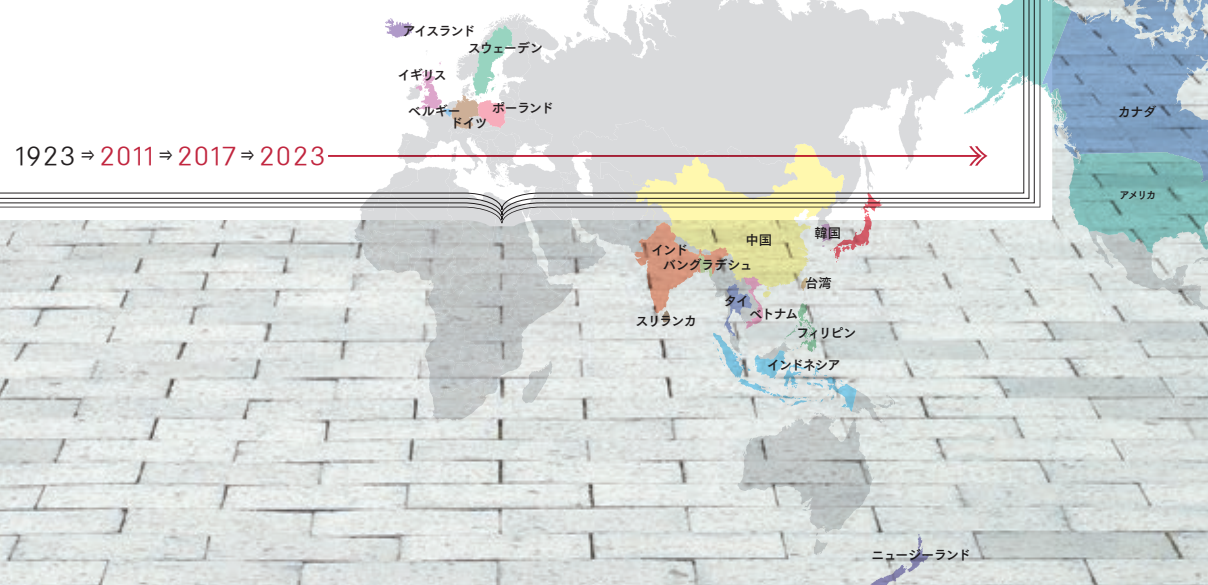 アイスランド
スウェーデン
イギリス
ベルギー
ポーランド
ドイツ
カナダ
1923⇒2011⇒2017⇒2023
アメリカ
韓国
中国
インド
バングラデシュ
台湾
タイ
ベトナム
スリランカ
フィリピン
インドネシア
ニュージーランド